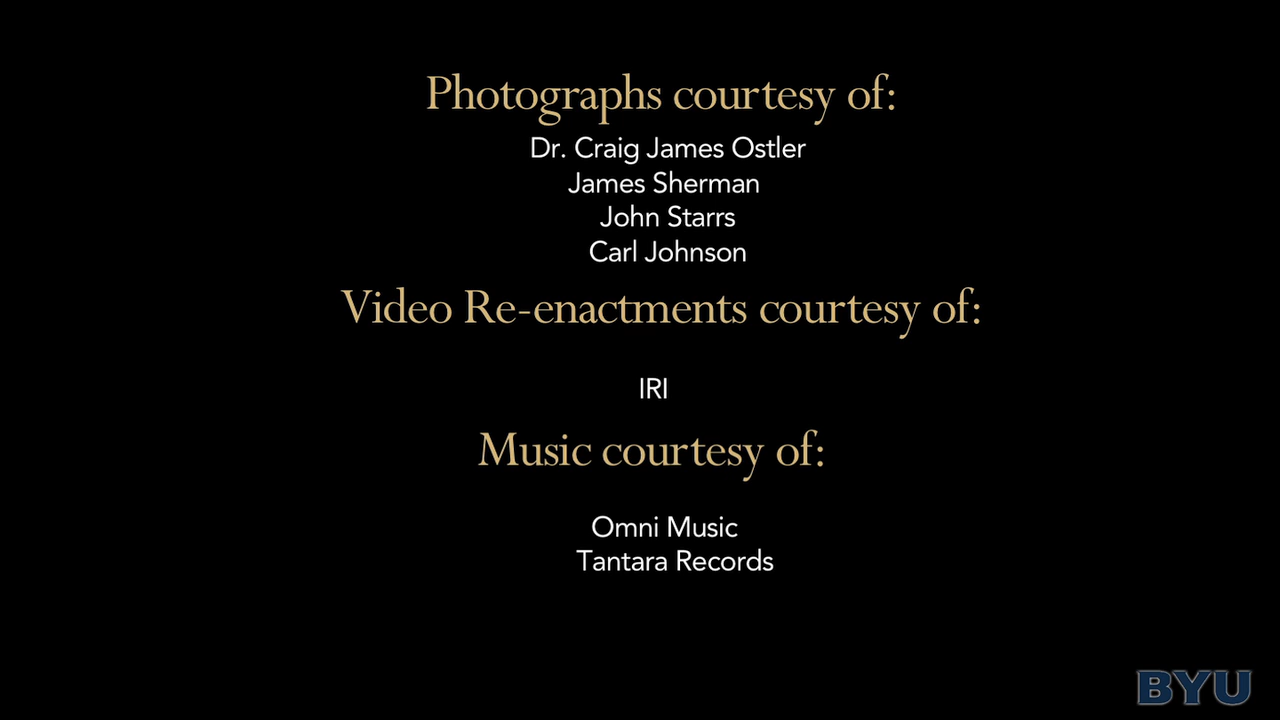 Photographs courtesy of:
Dr. Craig James Ostler
James Sherman
John Starrs
Carl Johnson
Video Re-enactments courtesy of:
IRI
Music courtesy of:
Omni Music
Tantara Records
BYU